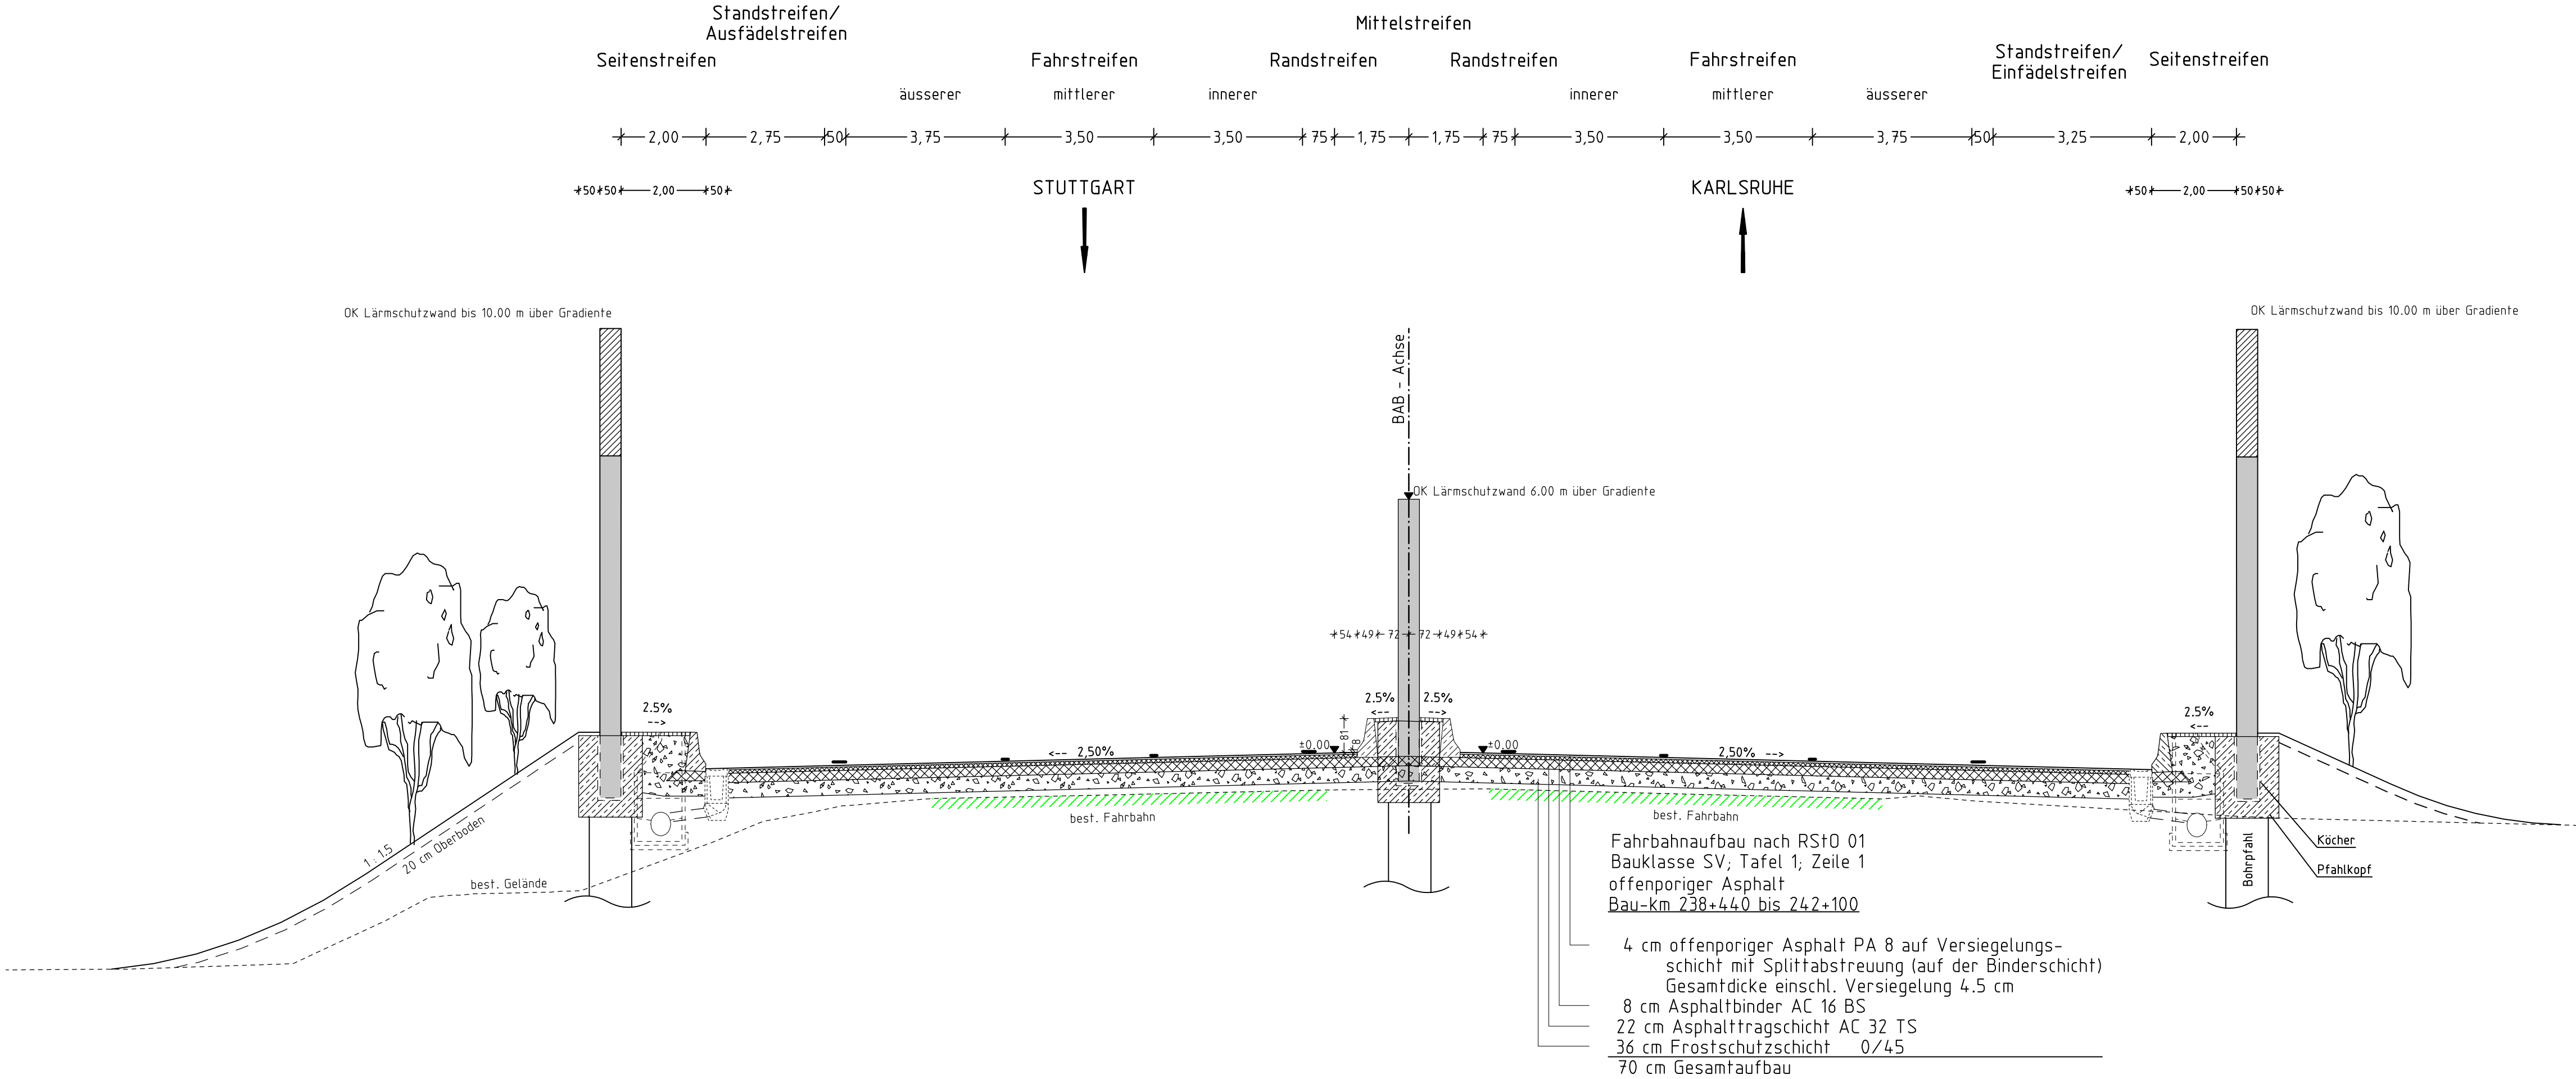 Standstreifen/
Ausfädelstreifen
Mittelstreifen
Seitenstreifen
Fahrstreifen
Randstreifen
Randstreifen
Fahrstreifen
Standstreifen/
Einfädelstreifen
Seitenstreifen
äusserer mittlerer innerer innerer mittlerer äusserer
2,00 2,75 50 3,75 3,50 3,50 75 1,75 1,75 75 3,50 3,50 3,75 50 3,25 2,00
50 50 2,00 50
STUTTGART
KARLSRUHE
50 2,00 50 50
OK Lärmschutzwand bis 10.00 m über Gradiente
OK Lärmschutzwand bis 10.00 m über Gradiente
BAB - Achse
OK Lärmschutzwand 6.00 m über Gradiente
54 49 72 72 49 54
2.5%
2.5% 2.5%
2.5%
81
8
±0,00
±0,00
2,50%
2,50%
best. Fahrbahn
best. Fahrbahn
1 : 1.5
20 cm Oberboden
best. Gelände
Bohrpfahl
Köcher
Pfahlkopf
Fahrbahnaufbau nach RStO 01
Bauklasse SV; Tafel 1; Zeile 1
offenporiger Asphalt
Bau-km 238+440 bis 242+100
4 cm offenporiger Asphalt PA 8 auf Versiegelungs-
schicht mit Splittabstreuung (auf der Binderschicht)
Gesamtdicke einschl. Versiegelung 4.5 cm
8 cm Asphaltbinder AC 16 BS
22 cm Asphalttragschicht AC 32 TS
36 cm Frostschutzschicht 0/45
70 cm Gesamtaufbau